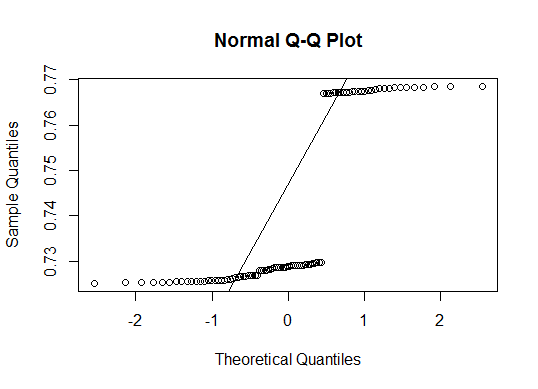 Normal Q-Q Plot
0.77
0.76
0.75
0.74
0.73
Sample Quantiles
-2 -1 0 1 2
Theoretical Quantiles